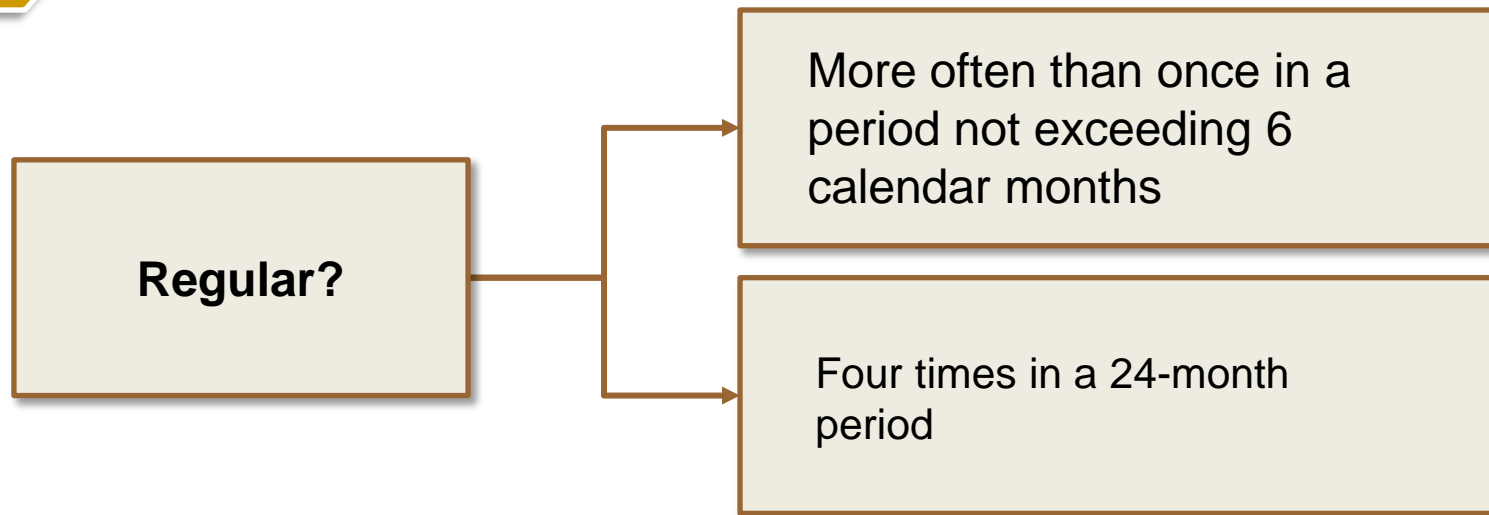 Regular?
More often than once in a
period not exceeding 6
calendar months
Four times in a 24-month
period